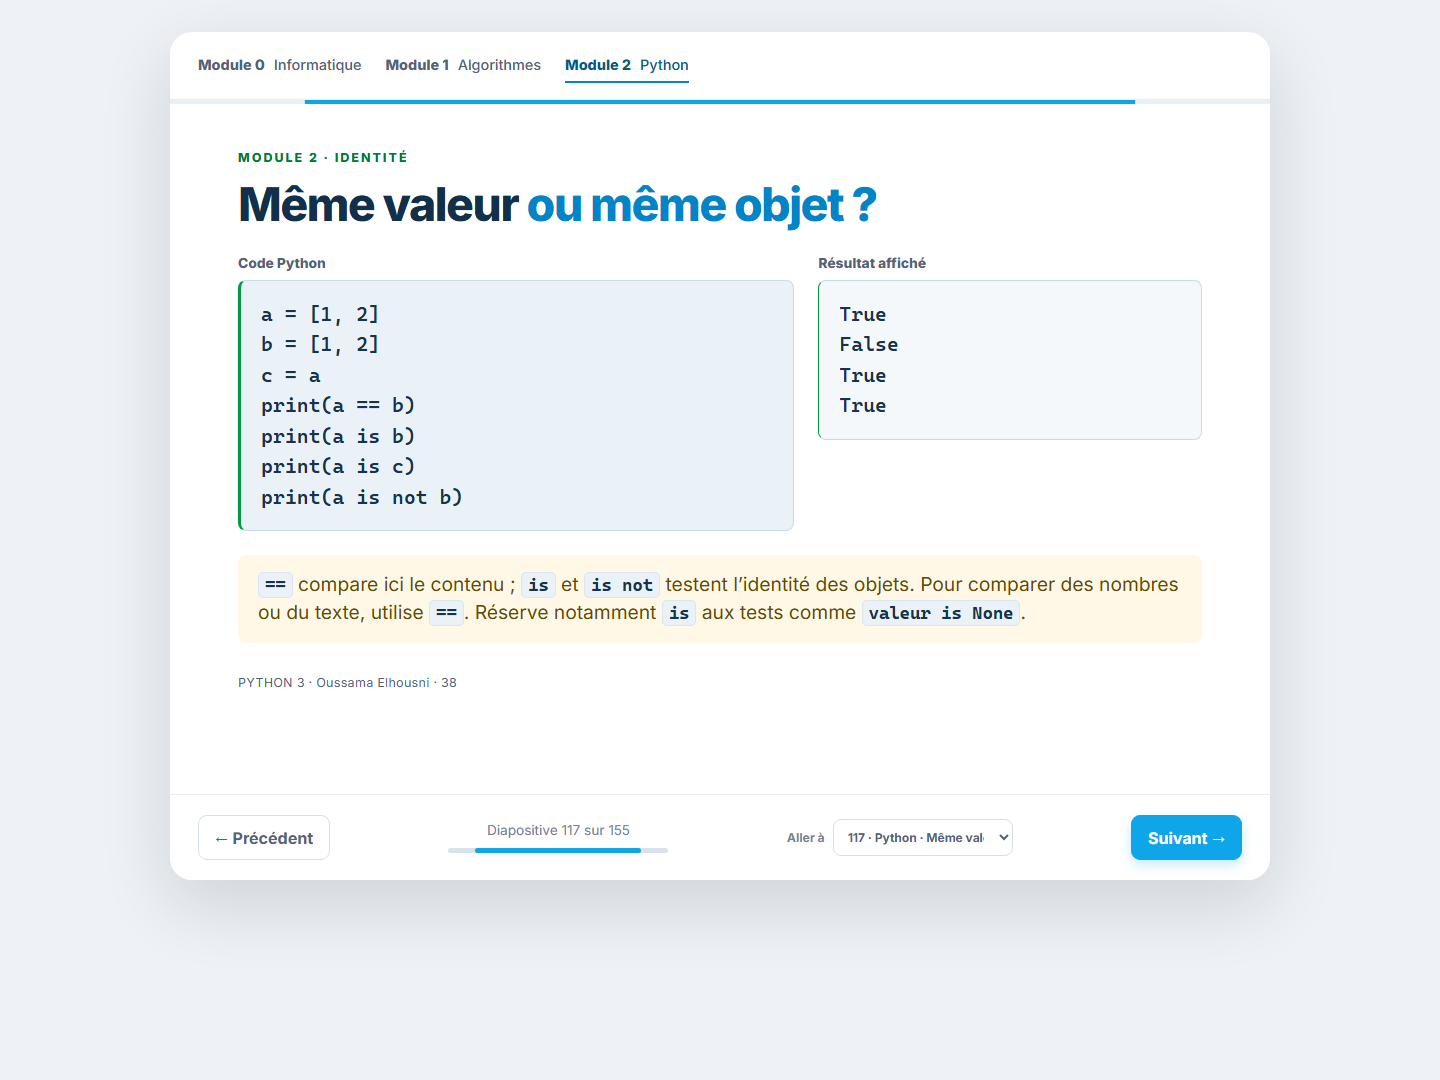 Module 0 Informatique Module 1 Algorithmes Module 2 Python
MODULE 2 · IDENTITÉ
Même valeur ou même objet ?
Code Python
a = [1, 2]
b = [1, 2]
c = a
print(a == b)
print(a is b)
print(a is c)
print(a is not b)
Résultat affiché
True
False
True
True
== compare ici le contenu ; is et is not testent l’identité des objets. Pour comparer des nombres
ou du texte, utilise ==. Réserve notamment is aux tests comme valeur is None.
PYTHON 3 · Oussama Elhousni · 38
← Précédent
Diapositive 117 sur 155
Aller à 117 · Python · Même val
Suivant →